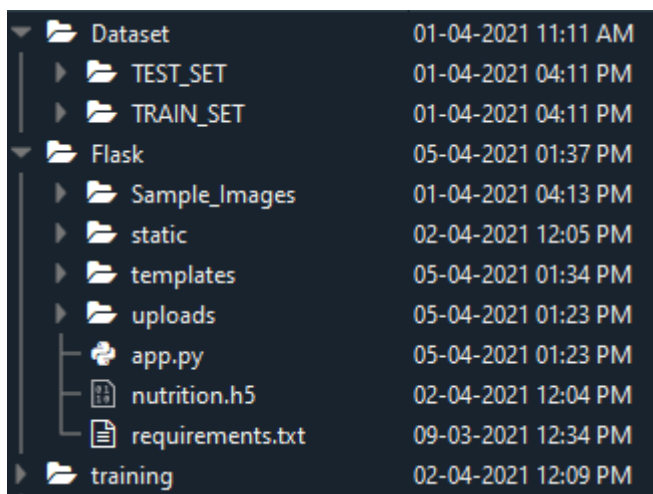 Dataset 01-04-2021 11:11 AM
TEST_SET 01-04-2021 04:11 PM
TRAIN_SET 01-04-2021 04:11 PM
Flask 05-04-2021 01:37 PM
Sample_Images 01-04-2021 04:13 PM
static 02-04-2021 12:05 PM
templates 05-04-2021 01:34 PM
uploads 05-04-2021 01:23 PM
app.py 05-04-2021 01:23 PM
nutrition.h5 02-04-2021 12:04 PM
requirements.txt 09-03-2021 12:34 PM
training 02-04-2021 12:09 PM